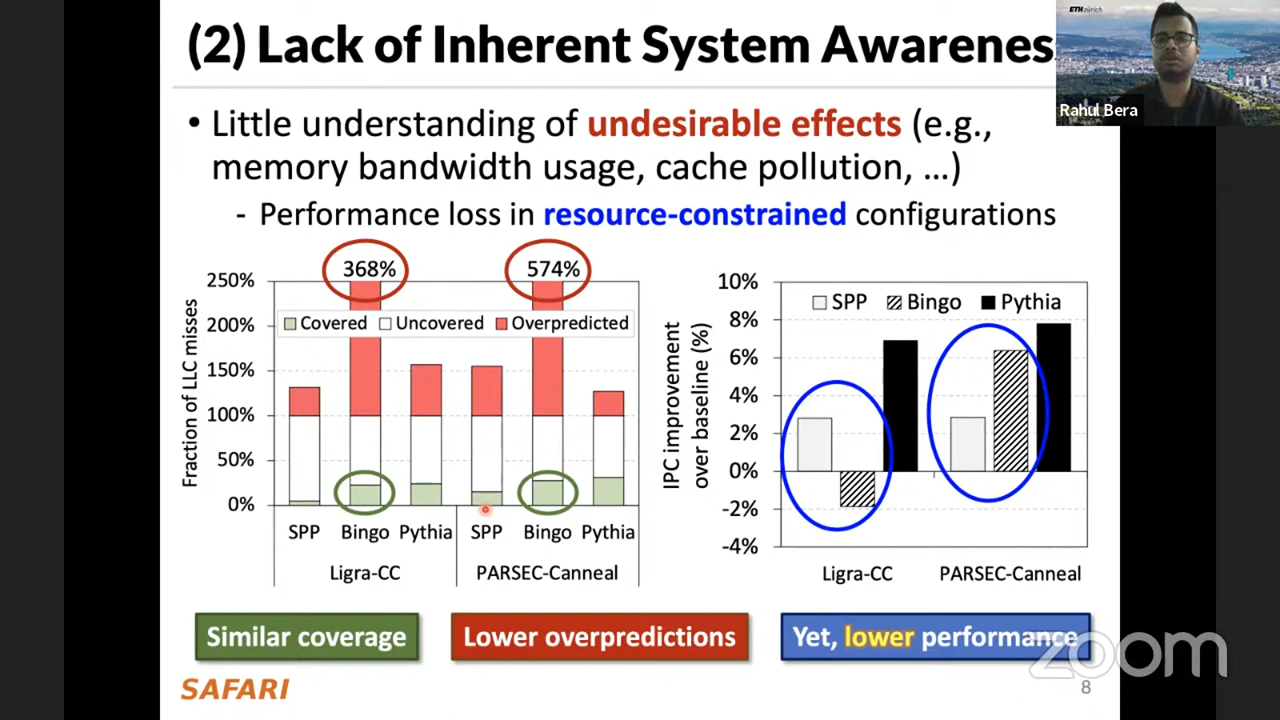 (2) Lack of Inherent System Awarenes
ETH zürich
Rahul Bera
• Little understanding of undesirable effects (e.g.,
memory bandwidth usage, cache pollution, …)
- Performance loss in resource-constrained configurations
368% 574%
Fraction of LLC misses
250%
200%
150%
100%
50%
0%
Covered Uncovered Overpredicted
SPP Bingo Pythia SPP Bingo Pythia
Ligra-CC PARSEC-Canneal
IPC improvement
over baseline (%)
10%
8%
6%
4%
2%
0%
-2%
-4%
SPP Bingo Pythia
Ligra-CC PARSEC-Canneal
Similar coverage
Lower overpredictions
Yet, lower performance
zoom
SAFARI
8